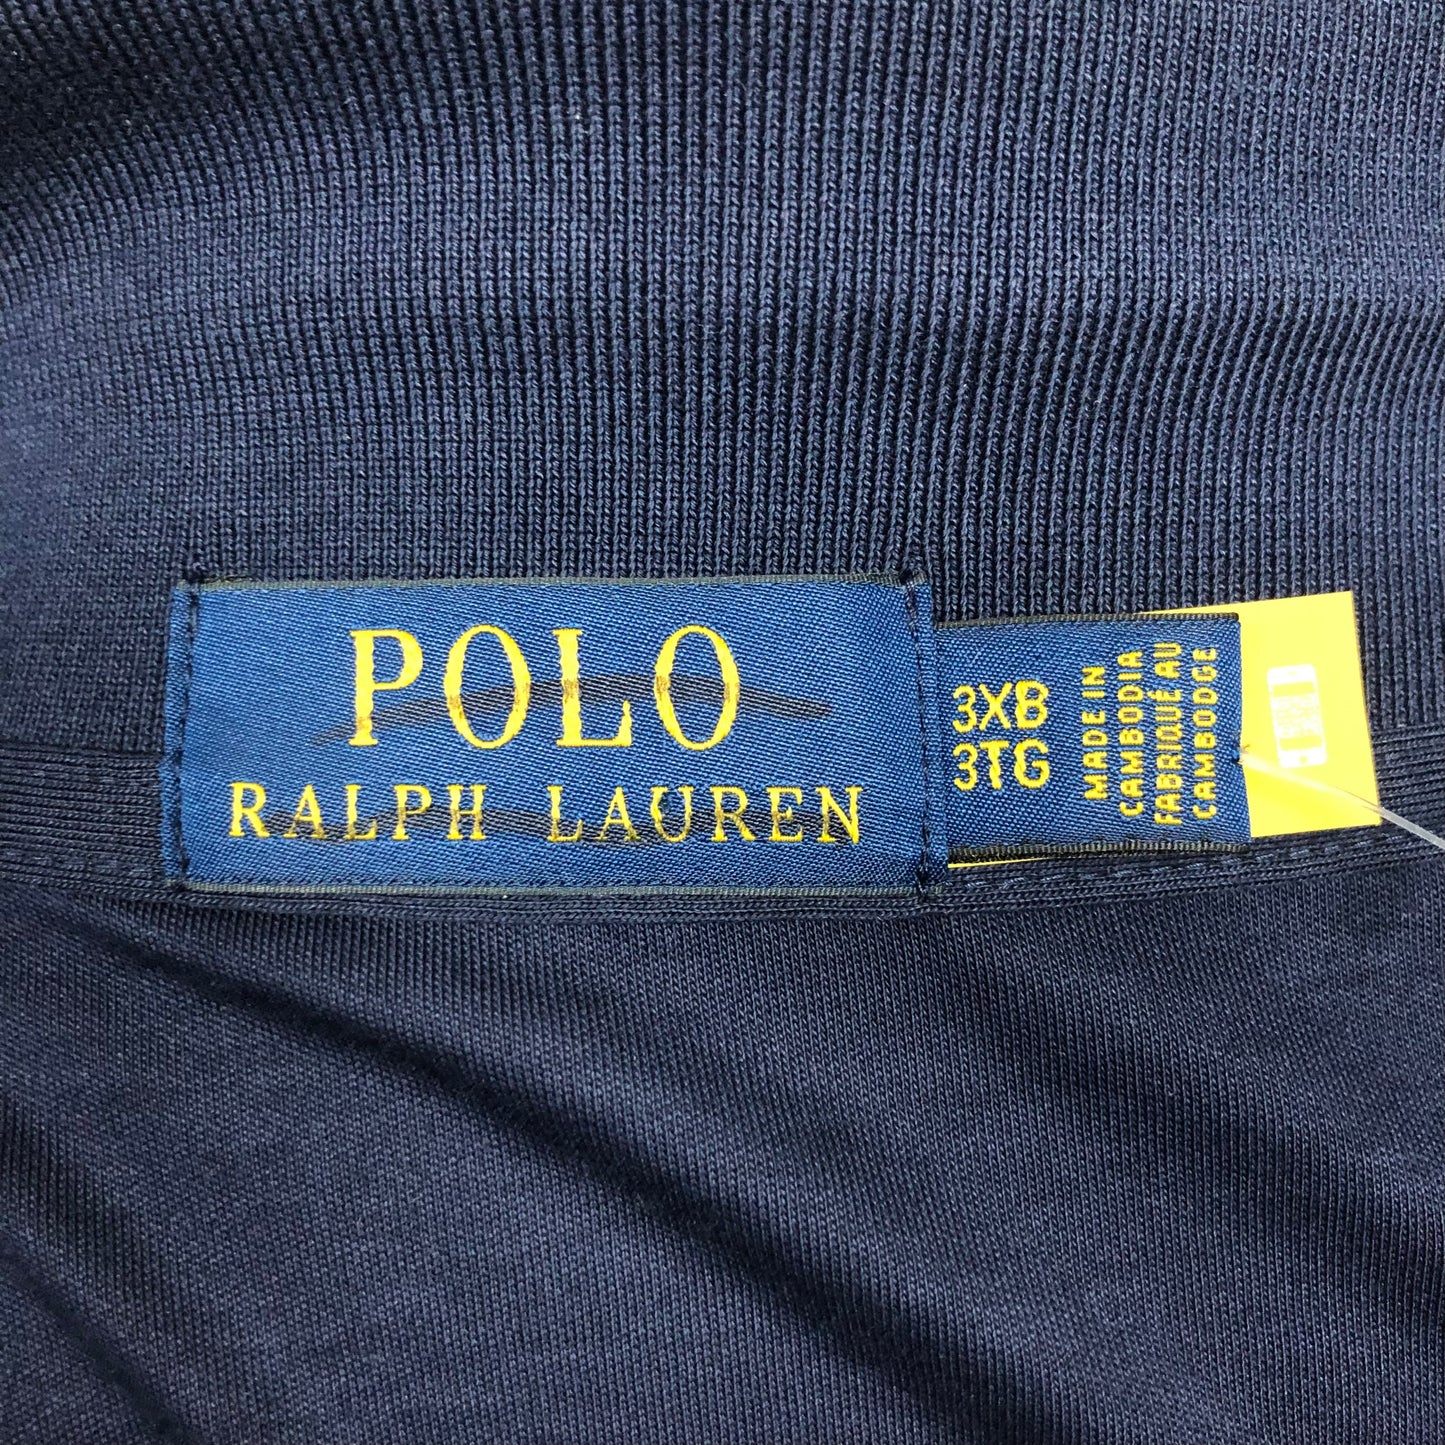 POLO
RALPH LAUREN
3XB
3TG
MADE IN
CAMBODIA
FABRIQUÉ AU
CAMBODGE